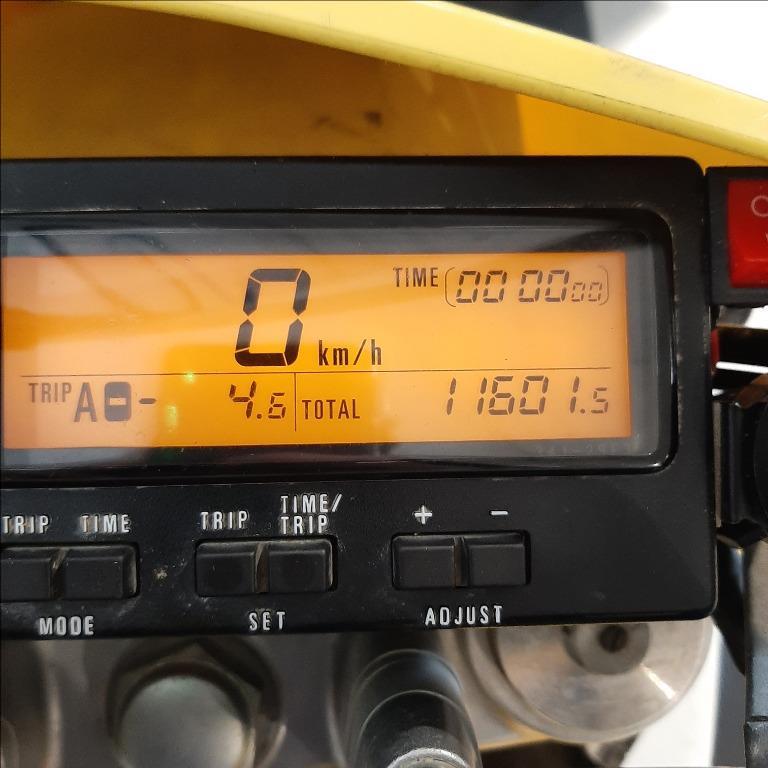 TIME 00 00 00
0 km/h
TRIP A - 4.6 TOTAL 11601.5
TRIP TIME TRIP TIME/TRIP + −
MODE SET ADJUST